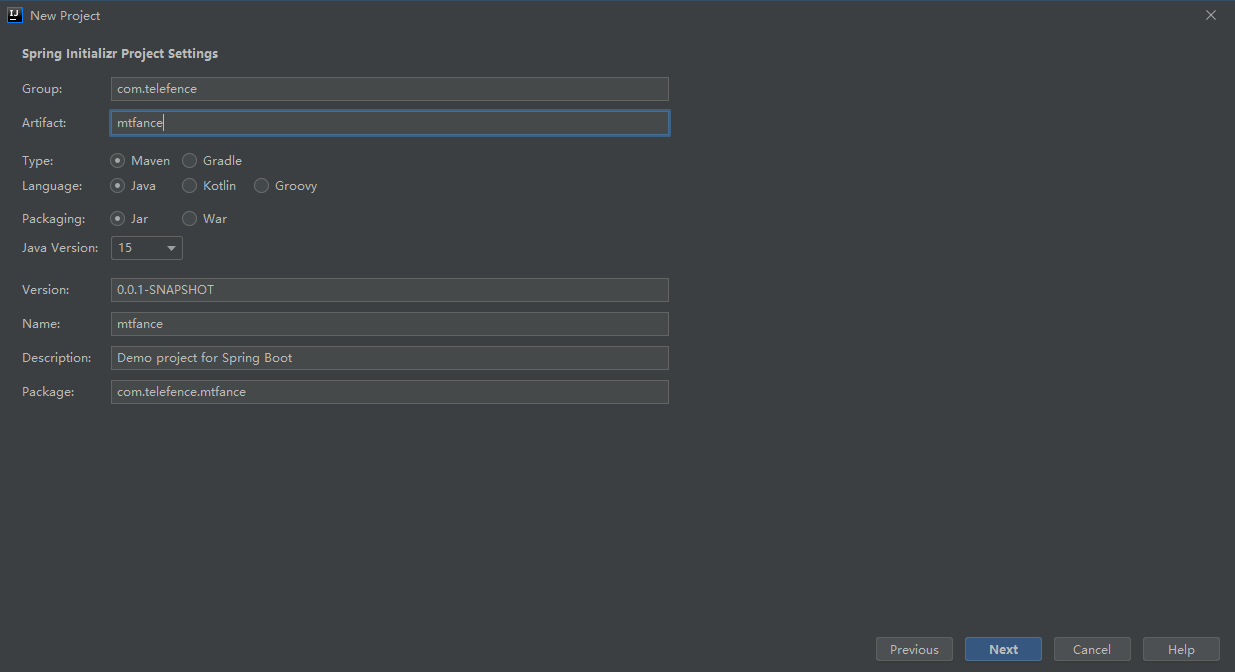 IJ New Project
Spring Initializr Project Settings
Group: com.telefence
Artifact: mtfance
Type: Maven Gradle
Language: Java Kotlin Groovy
Packaging: Jar War
Java Version: 15
Version: 0.0.1-SNAPSHOT
Name: mtfance
Description: Demo project for Spring Boot
Package: com.telefence.mtfance
Previous Next Cancel Help